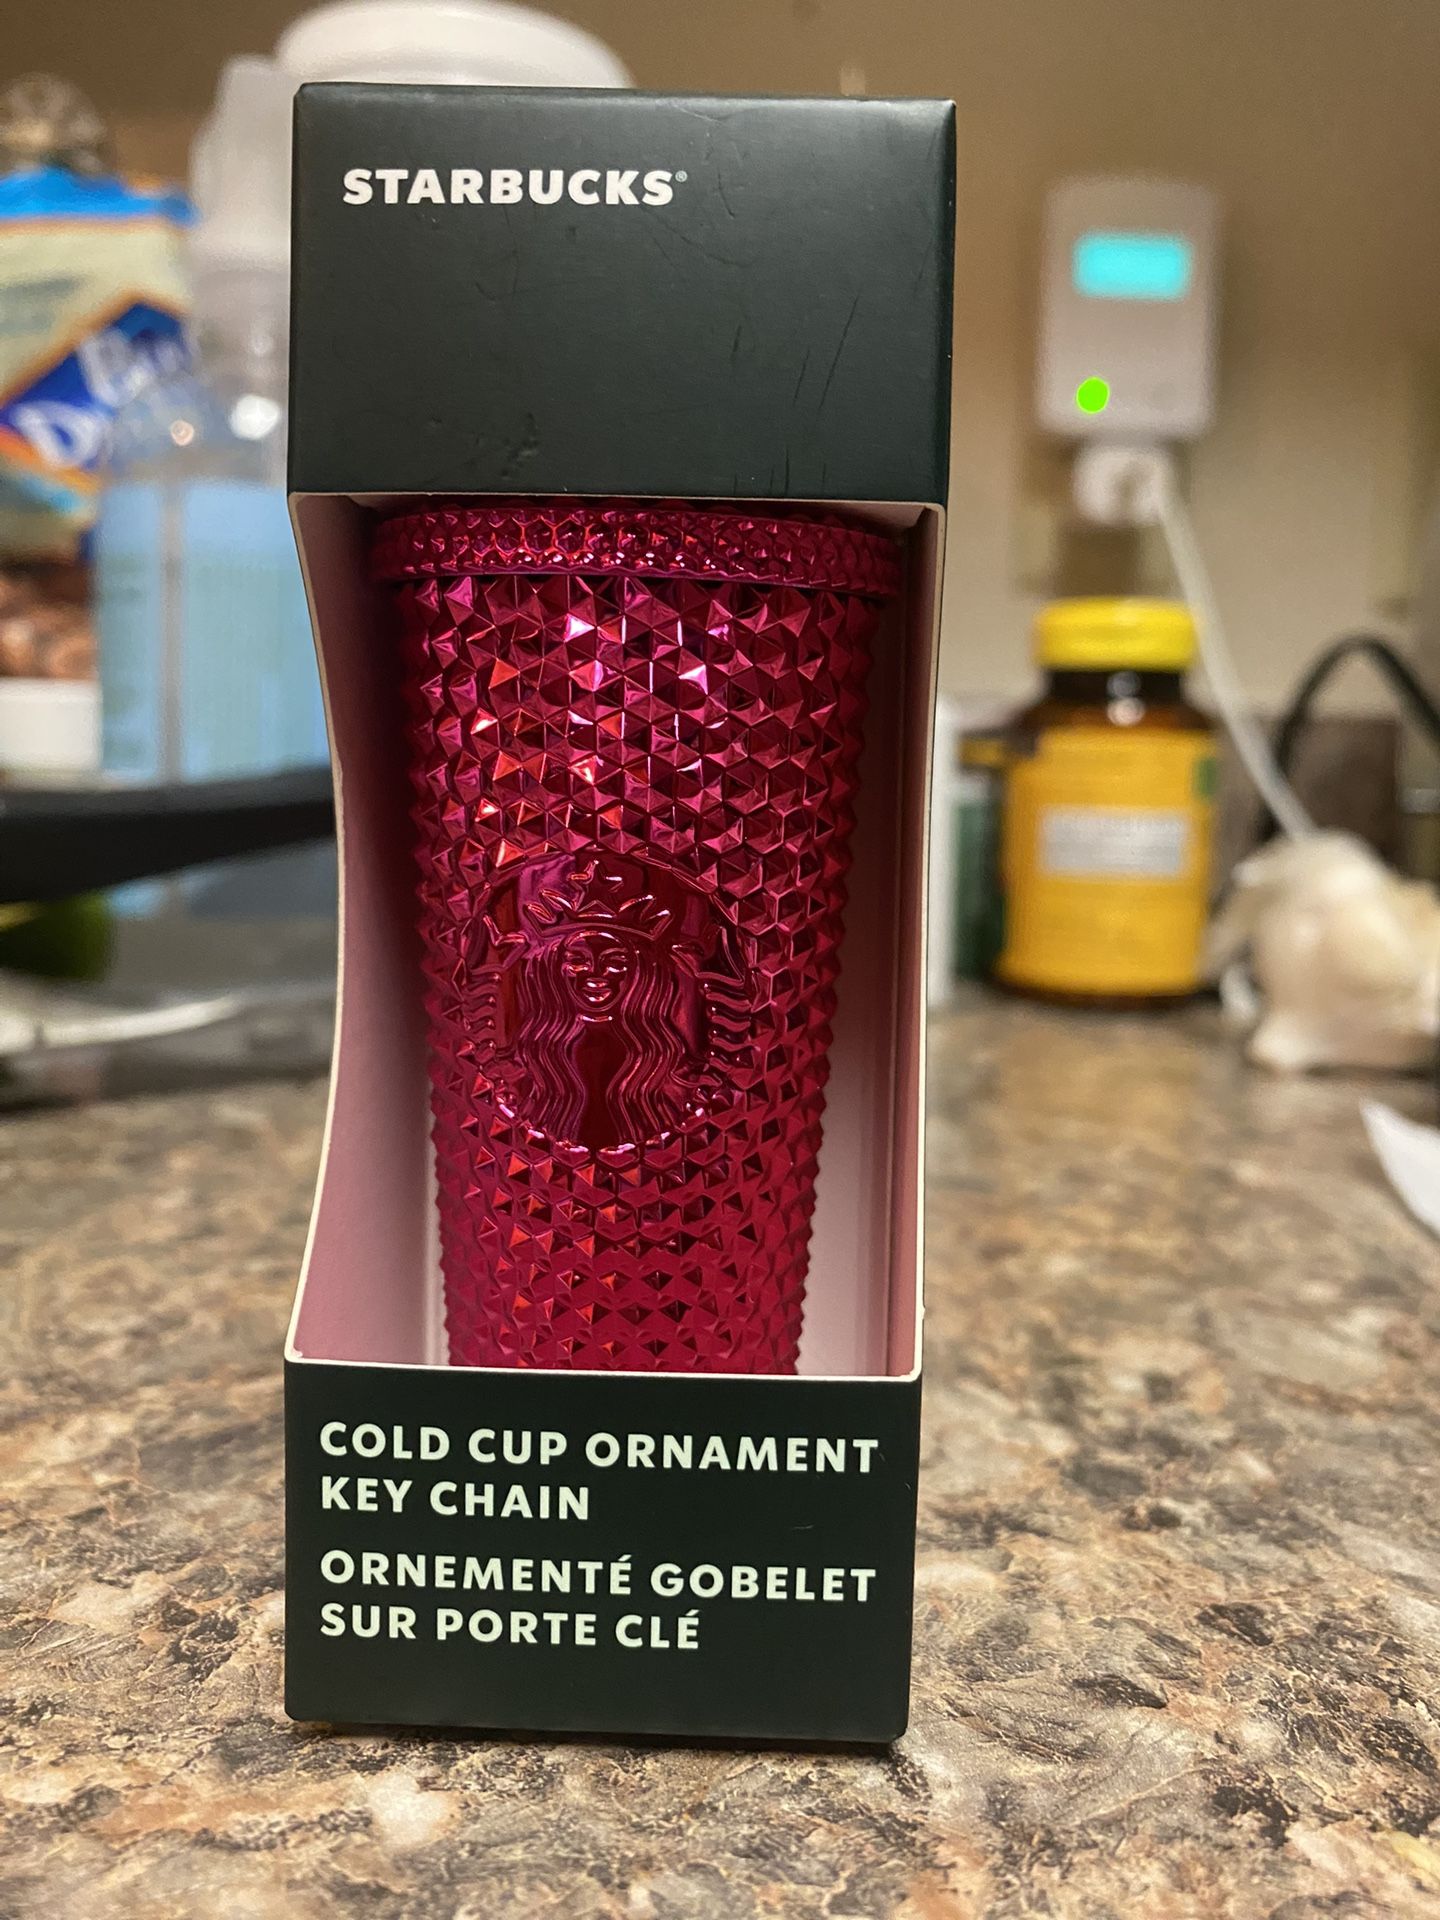 STARBUCKS®
COLD CUP ORNAMENT
KEY CHAIN
ORNEMENTÉ GOBELET
SUR PORTE CLÉ